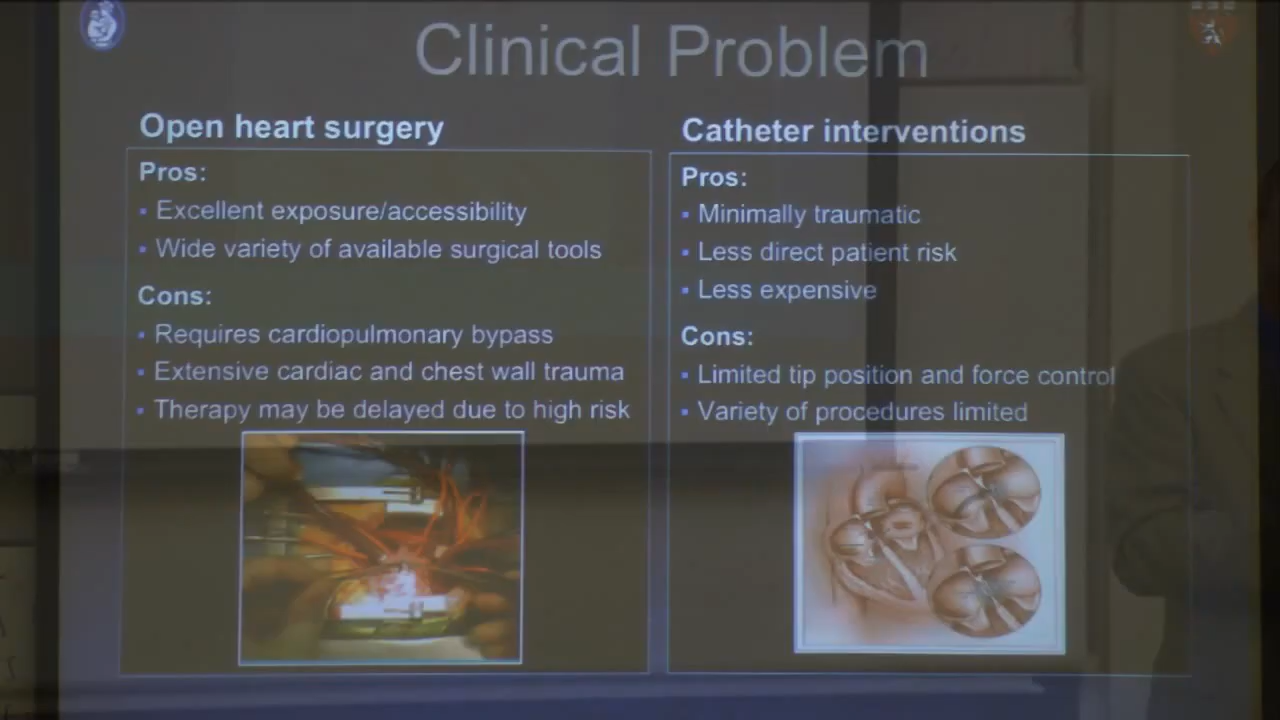 Clinical Problem
Open heart surgery
Pros:
▪ Excellent exposure/accessibility
▪ Wide variety of available surgical tools
Cons:
▪ Requires cardiopulmonary bypass
▪ Extensive cardiac and chest wall trauma
▪ Therapy may be delayed due to high risk
Catheter interventions
Pros:
▪ Minimally traumatic
▪ Less direct patient risk
▪ Less expensive
Cons:
▪ Limited tip position and force control
▪ Variety of procedures limited